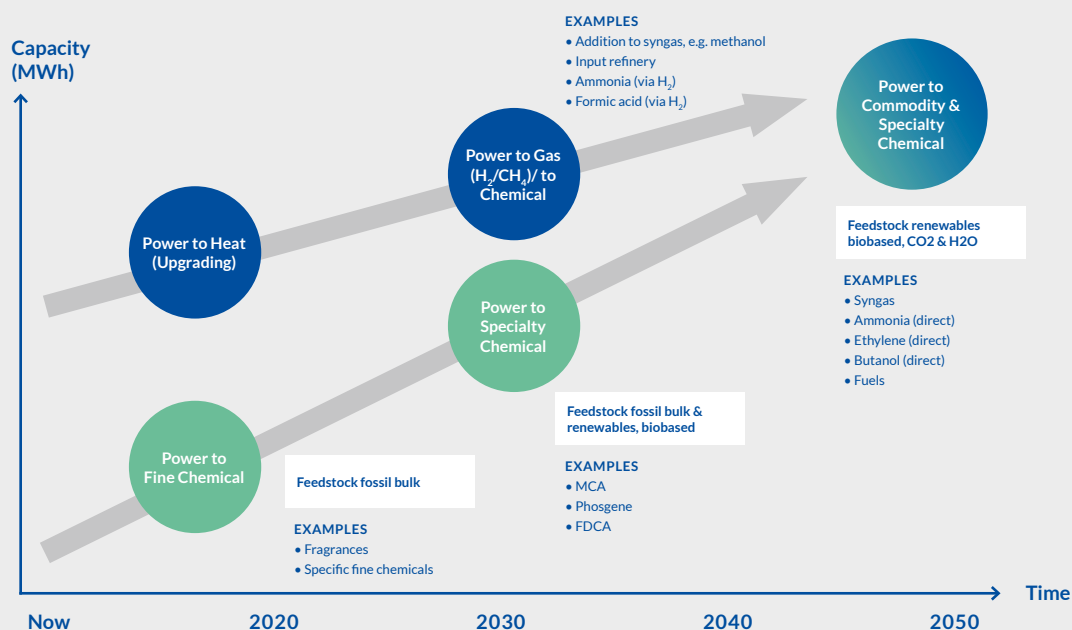 Capacity
(MWh)
EXAMPLES
• Addition to syngas, e.g. methanol
• Input refinery
• Ammonia (via H2)
• Formic acid (via H2)
Power to
Commodity &
Specialty
Chemical
Power to Gas
(H2/CH4)/ to
Chemical
Power to Heat
(Upgrading)
Feedstock renewables
biobased, CO2 & H2O
EXAMPLES
• Syngas
• Ammonia (direct)
• Ethylene (direct)
• Butanol (direct)
• Fuels
Power to
Specialty
Chemical
Feedstock fossil bulk &
renewables, biobased
EXAMPLES
• MCA
• Phosgene
• FDCA
Power to
Fine Chemical
Feedstock fossil bulk
EXAMPLES
• Fragrances
• Specific fine chemicals
Time
Now 2020 2030 2040 2050